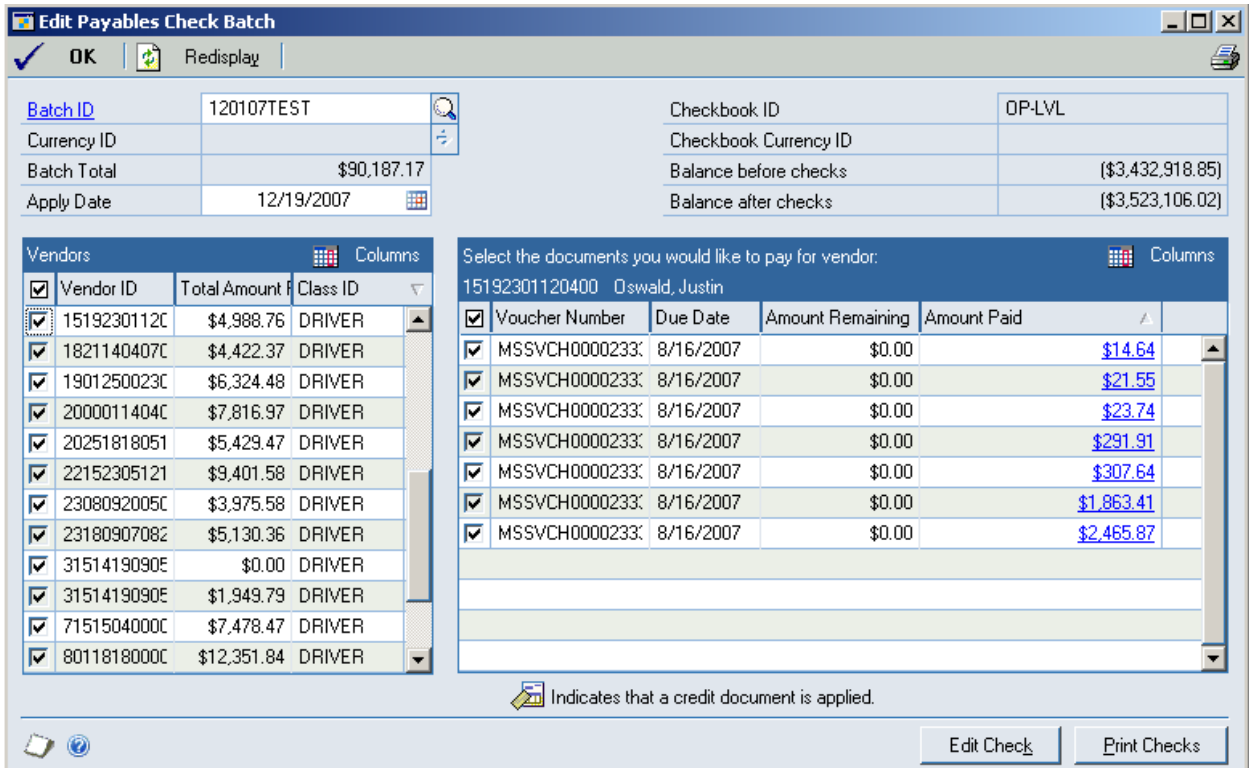 Edit Payables Check Batch
OK Redisplay
Batch ID 120107TEST
Currency ID
Batch Total $90,187.17
Apply Date 12/19/2007
Checkbook ID OP-LVL
Checkbook Currency ID
Balance before checks ($3,432,918.85)
Balance after checks ($3,523,106.02)
Vendors Columns
Vendor ID Total Amount P Class ID
1519230112C $4,988.76 DRIVER
1821140407C $4,422.37 DRIVER
1901250023C $6,324.48 DRIVER
2000011404C $7,816.97 DRIVER
20251818051 $5,429.47 DRIVER
22152305121 $9,401.58 DRIVER
2308092005C $3,975.58 DRIVER
23180907082 $5,130.36 DRIVER
3151419090E $0.00 DRIVER
3151419090E $1,949.79 DRIVER
7151504000C $7,478.47 DRIVER
8011818000C $12,351.84 DRIVER
Select the documents you would like to pay for vendor: Columns
15192301120400 Oswald, Justin
Voucher Number Due Date Amount Remaining Amount Paid
MSSVCH0000233( 8/16/2007 $0.00 $14.64
MSSVCH0000233( 8/16/2007 $0.00 $21.55
MSSVCH0000233( 8/16/2007 $0.00 $23.74
MSSVCH0000233( 8/16/2007 $0.00 $291.91
MSSVCH0000233( 8/16/2007 $0.00 $307.64
MSSVCH0000233( 8/16/2007 $0.00 $1,863.41
MSSVCH0000233( 8/16/2007 $0.00 $2,465.87
Indicates that a credit document is applied.
Edit Check Print Checks